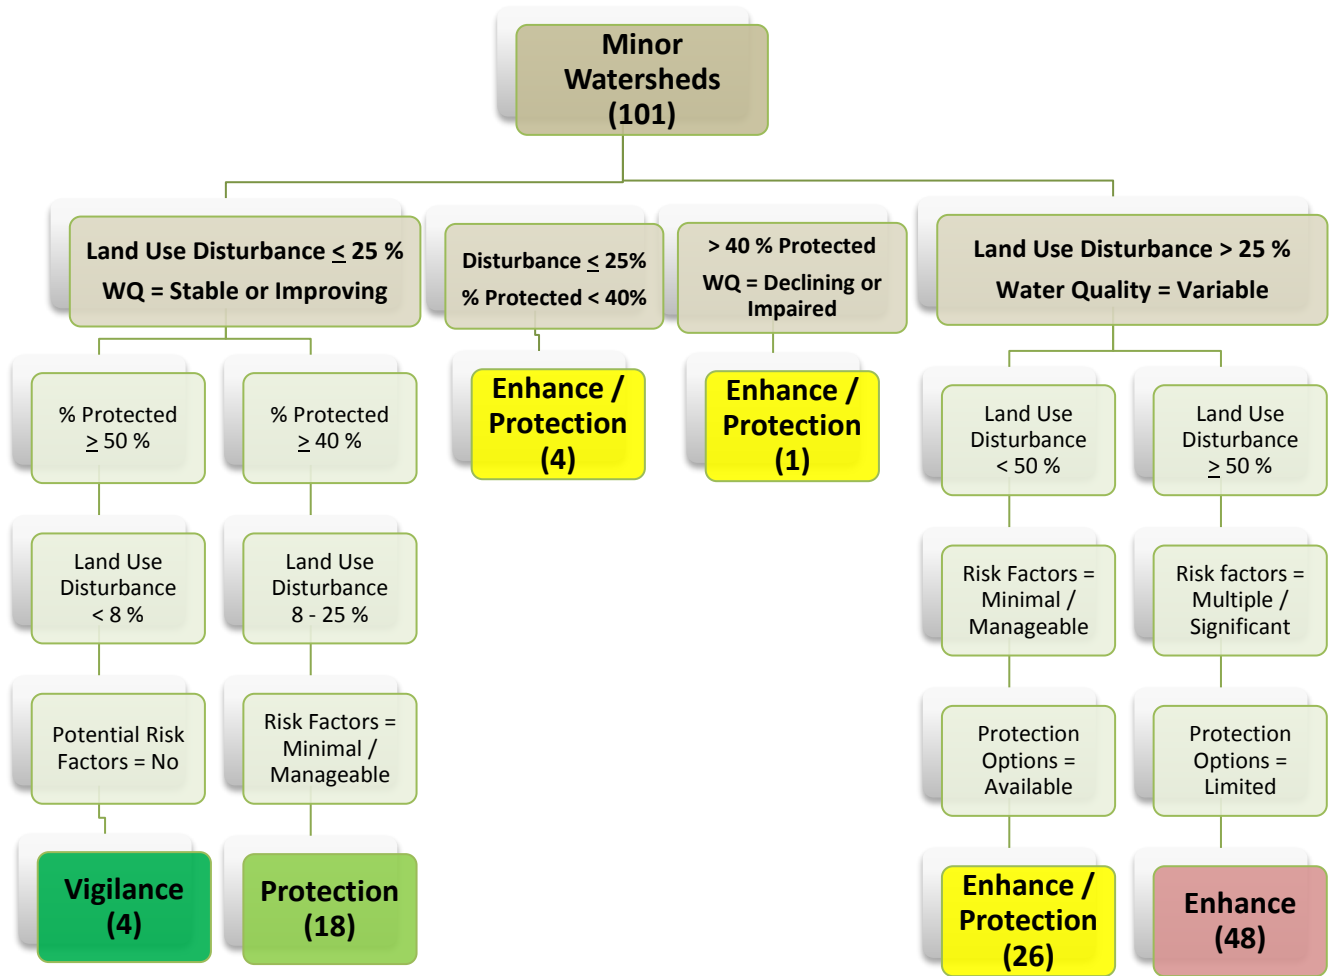 Minor
Watersheds
(101)
Land Use Disturbance ≤ 25 %
WQ = Stable or Improving
Disturbance ≤ 25%
% Protected < 40%
> 40 % Protected
WQ = Declining or
Impaired
Land Use Disturbance > 25 %
Water Quality = Variable
% Protected
≥ 50 %
% Protected
≥ 40 %
Enhance /
Protection
(4)
Enhance /
Protection
(1)
Land Use
Disturbance
< 50 %
Land Use
Disturbance
≥ 50 %
Land Use
Disturbance
< 8 %
Land Use
Disturbance
8 - 25 %
Risk Factors =
Minimal /
Manageable
Risk factors =
Multiple /
Significant
Potential Risk
Factors = No
Risk Factors =
Minimal /
Manageable
Protection
Options =
Available
Protection
Options =
Limited
Vigilance
(4)
Protection
(18)
Enhance /
Protection
(26)
Enhance
(48)